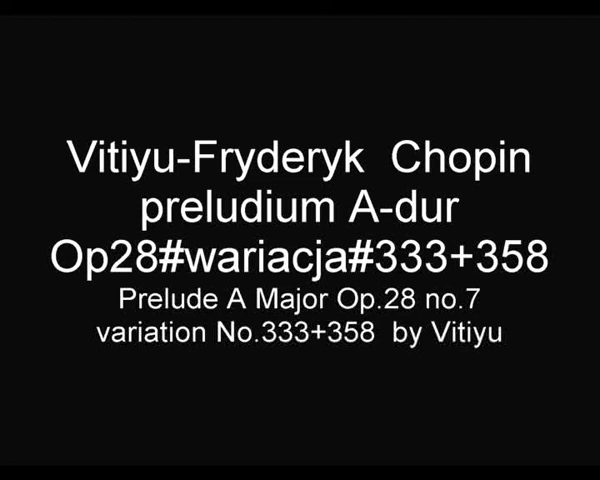 Vitiyu-Fryderyk Chopin
preludium A-dur
Op28#wariacja#333+358
Prelude A Major Op.28 no.7
variation No.333+358 by Vitiyu